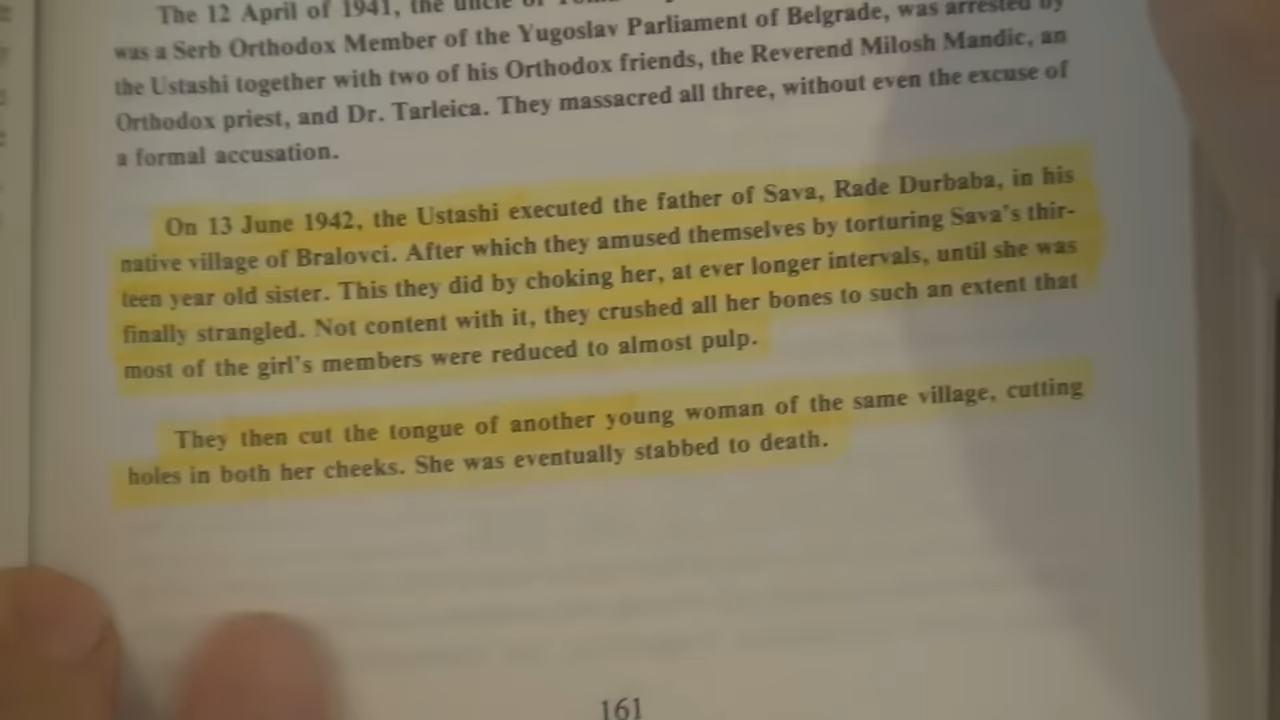 The 12 April of 1941, the uncle of
was a Serb Orthodox Member of the Yugoslav Parliament of Belgrade, was arrested by
the Ustashi together with two of his Orthodox friends, the Reverend Milosh Mandic, an
Orthodox priest, and Dr. Tarleica. They massacred all three, without even the excuse of
a formal accusation.
On 13 June 1942, the Ustashi executed the father of Sava, Rade Durbaba, in his
native village of Bralovci. After which they amused themselves by torturing Sava's thir-
teen year old sister. This they did by choking her, at ever longer intervals, until she was
finally strangled. Not content with it, they crushed all her bones to such an extent that
most of the girl's members were reduced to almost pulp.
They then cut the tongue of another young woman of the same village, cutting
holes in both her cheeks. She was eventually stabbed to death.
161